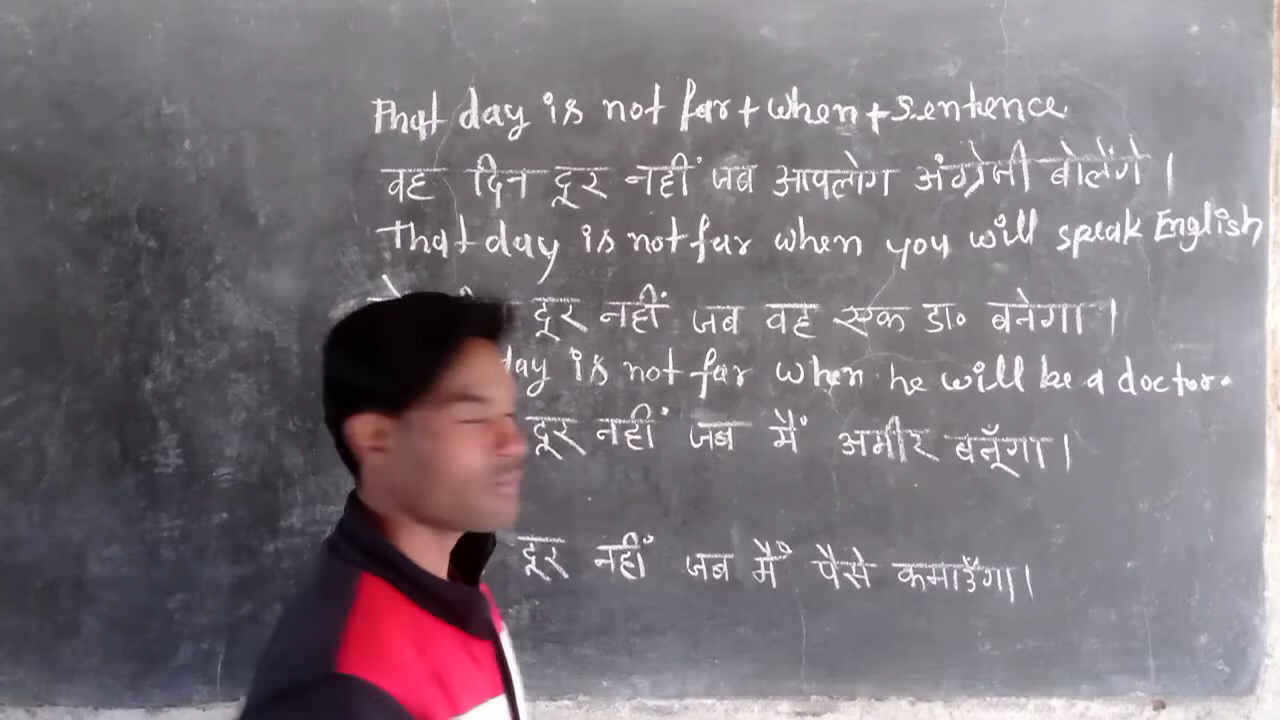 That day is not far + when + sentence
वह दिन दूर नहीं जब आपलोग अंग्रेजी बोलेंगे।
That day is not far when you will speak English
दूर नहीं जब वह एक डा॰ बनेगा।
day is not far when he will be a doctor.
दूर नहीं जब मैं अमीर बनूँगा।
दूर नहीं जब मैं पैसे कमाउँगा।